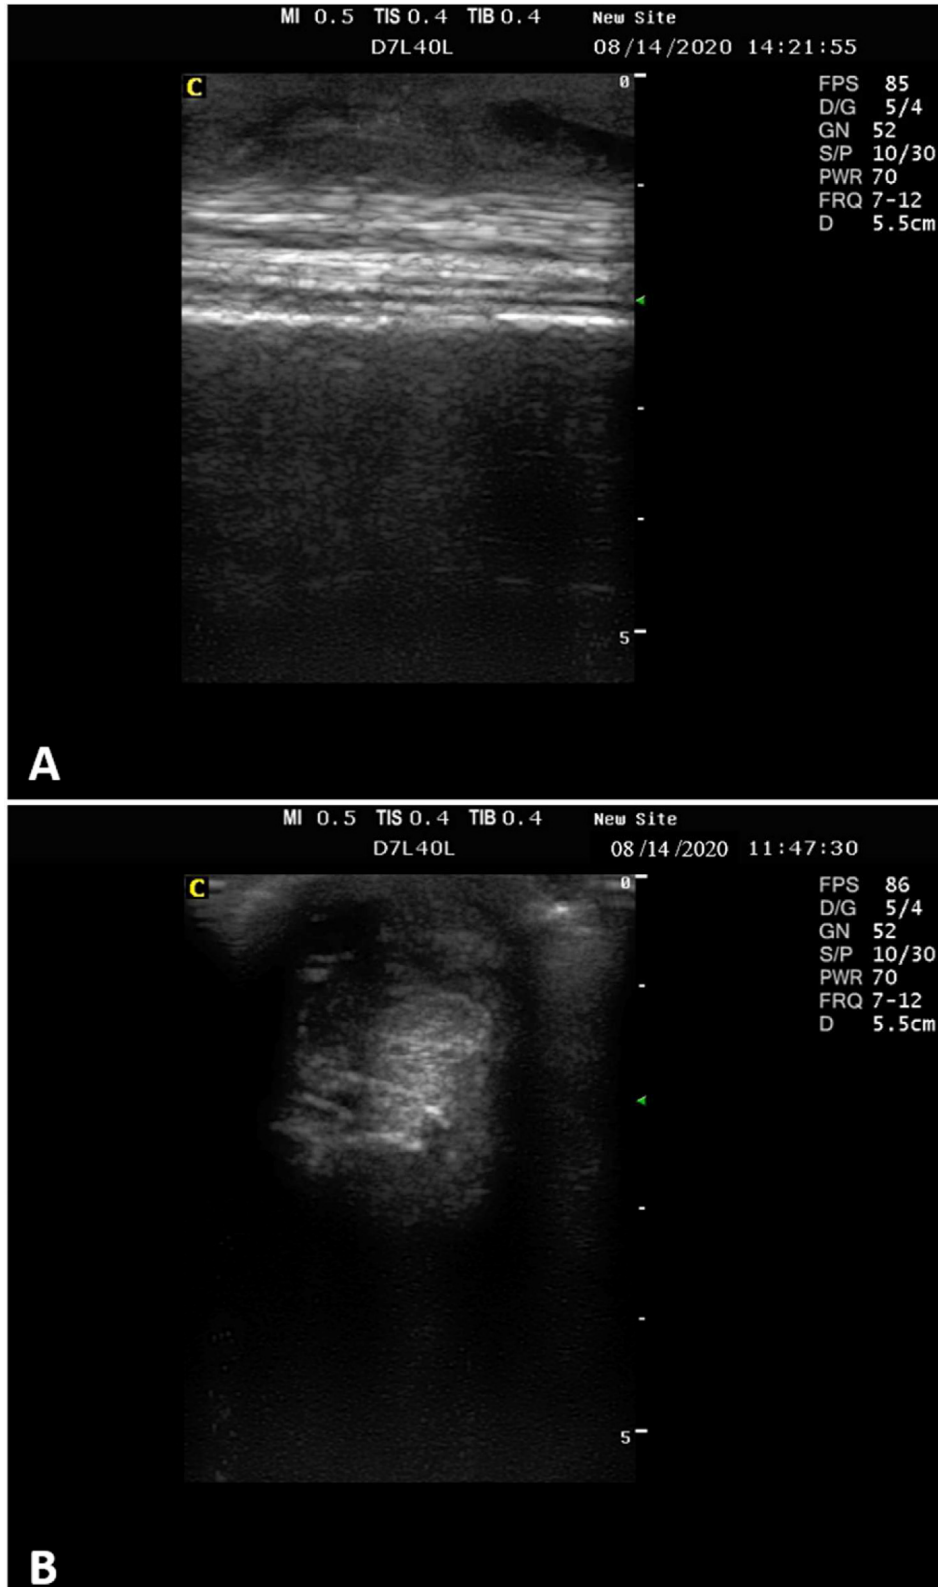 MI 0.5 TIS 0.4 TIB 0.4 New Site
D7L40L 08/14/2020 14:21:55
C
0
FPS 85
D/G 5/4
GN 52
S/P 10/30
PWR 70
FRQ 7-12
D 5.5cm
5
A
MI 0.5 TIS 0.4 TIB 0.4 New Site
D7L40L 08/14/2020 11:47:30
C
0
FPS 86
D/G 5/4
GN 52
S/P 10/30
PWR 70
FRQ 7-12
D 5.5cm
5
B